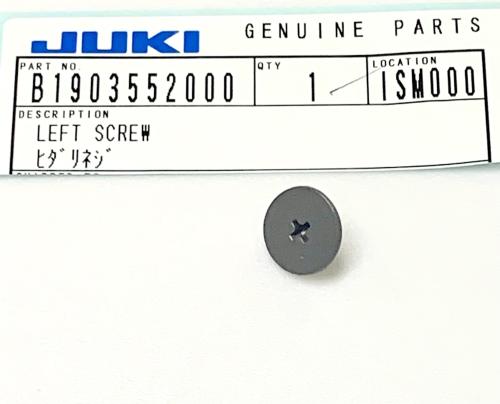 JUKI GENUINE PARTS
PART NO. QTY LOCATION
B1903552000 1 ISM000
DESCRIPTION
LEFT SCREW
ﾋﾀﾞﾘﾈｼﾞ